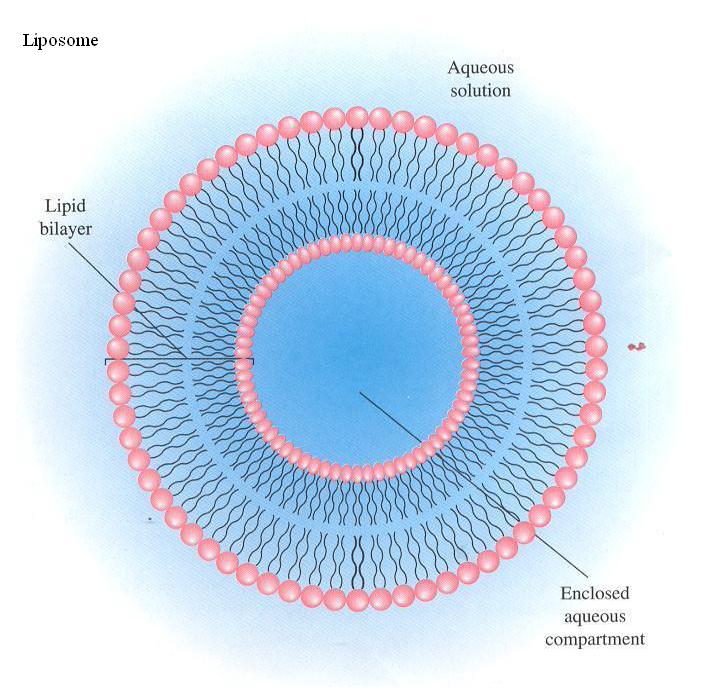 Liposome
Aqueous
solution
Lipid
bilayer
Enclosed
aqueous
compartment